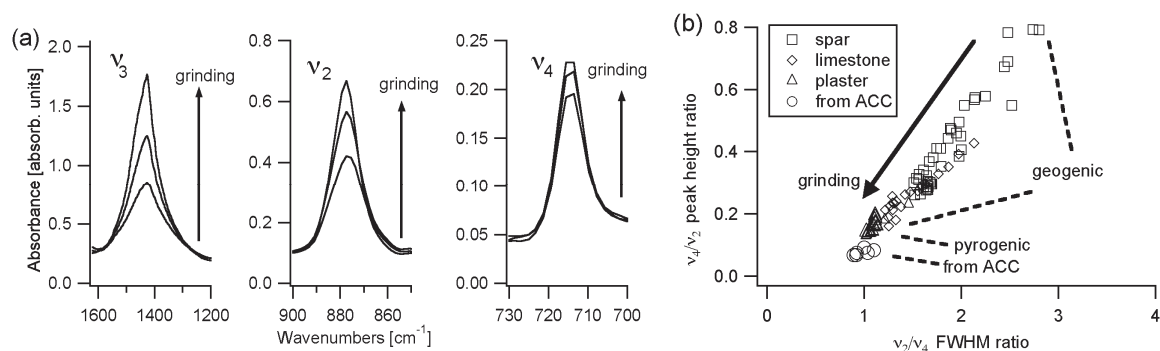 (a)
2.0
1.5
1.0
0.5
0.0
Absorbance [absorb. units]
ν3
grinding
1600
1400
1200
0.8
0.6
0.4
0.2
0.0
ν2
grinding
900
880
860
Wavenumbers [cm-1]
0.25
0.20
0.15
0.10
0.05
0.00
ν4
grinding
730
720
710
700
(b)
0.8
0.6
0.4
0.2
0.0
ν4/ν2 peak height ratio
spar
limestone
plaster
from ACC
grinding
geogenic
pyrogenic
from ACC
0
1
2
3
4
ν2/ν4 FWHM ratio